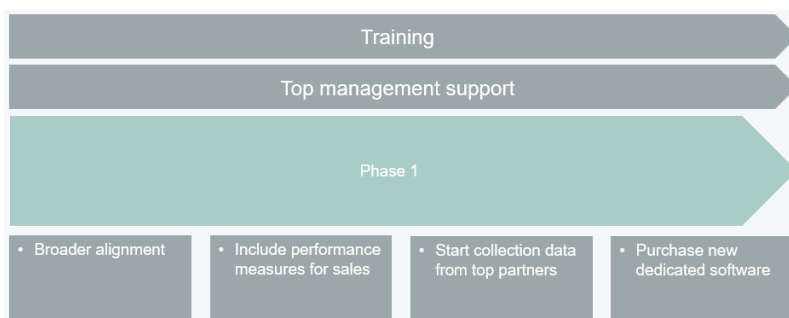 Training
Top management support
Phase 1
• Broader alignment
• Include performance
measures for sales
• Start collection data
from top partners
• Purchase new
dedicated software